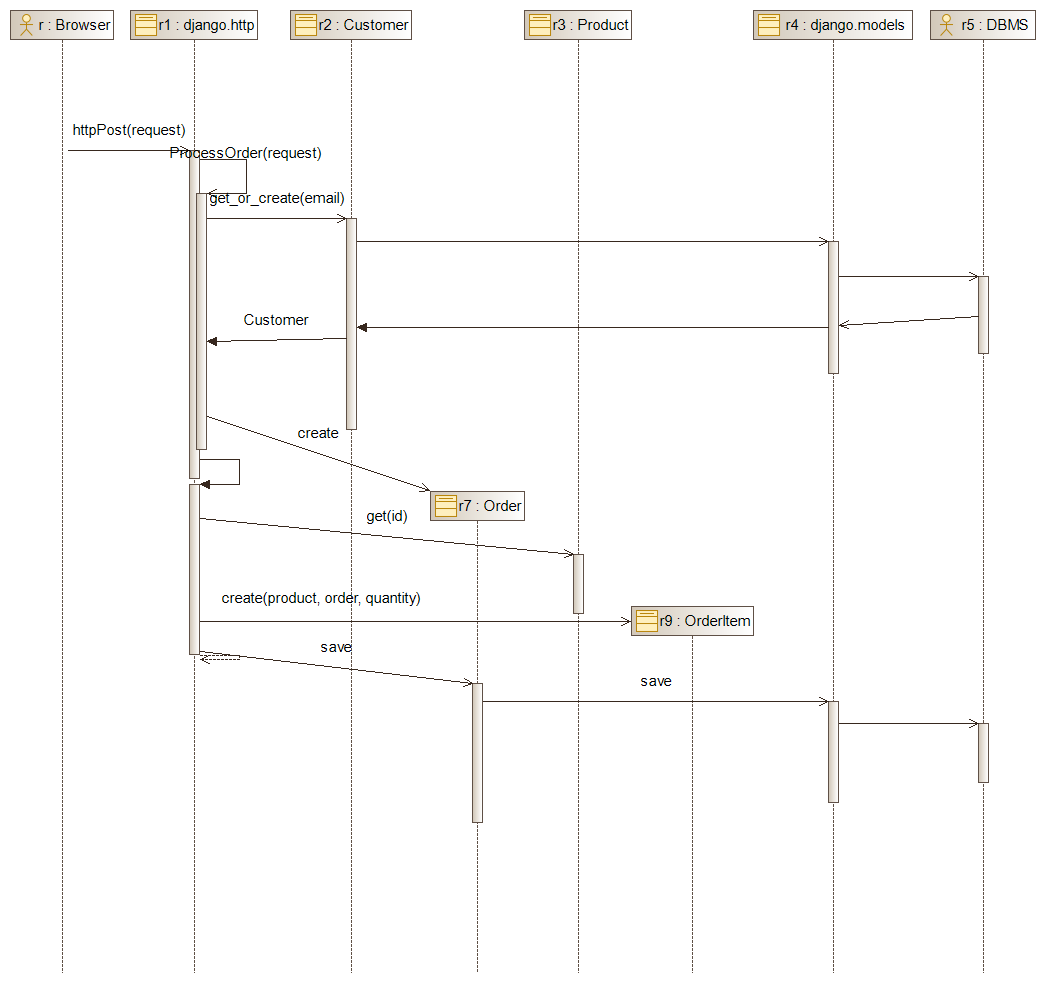 r : Browser
r1 : django.http
r2 : Customer
r3 : Product
r4 : django.models
r5 : DBMS
httpPost(request)
ProcessOrder(request)
get_or_create(email)
Customer
create
r7 : Order
get(id)
create(product, order, quantity)
r9 : OrderItem
save
save